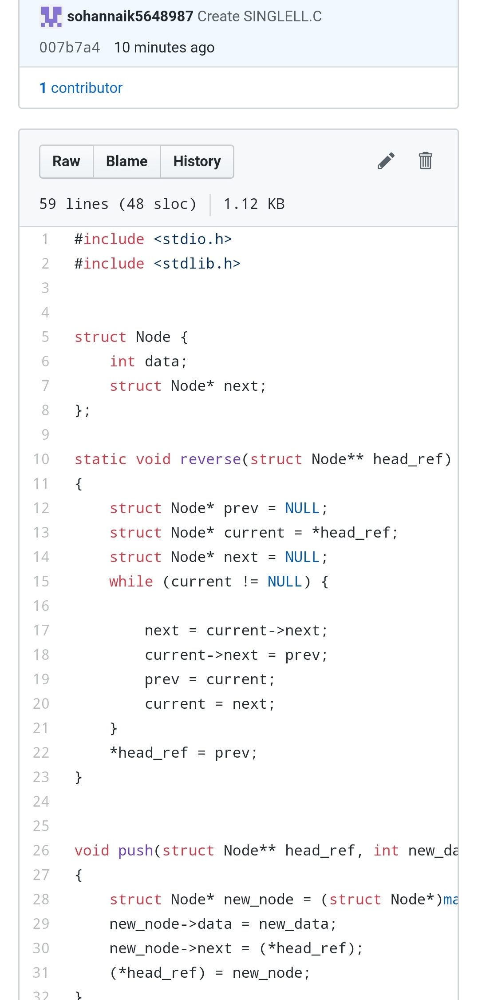 sohannaik5648987 Create SINGLELL.C
007b7a4 10 minutes ago
1 contributor
Raw Blame History
59 lines (48 sloc) 1.12 KB
1 #include <stdio.h>
2 #include <stdlib.h>
3
4
5 struct Node {
6     int data;
7     struct Node* next;
8 };
9
10 static void reverse(struct Node** head_ref)
11 {
12     struct Node* prev = NULL;
13     struct Node* current = *head_ref;
14     struct Node* next = NULL;
15     while (current != NULL) {
16
17         next = current->next;
18         current->next = prev;
19         prev = current;
20         current = next;
21     }
22     *head_ref = prev;
23 }
24
25
26 void push(struct Node** head_ref, int new_da
27 {
28     struct Node* new_node = (struct Node*)ma
29     new_node->data = new_data;
30     new_node->next = (*head_ref);
31     (*head_ref) = new_node;
32 }